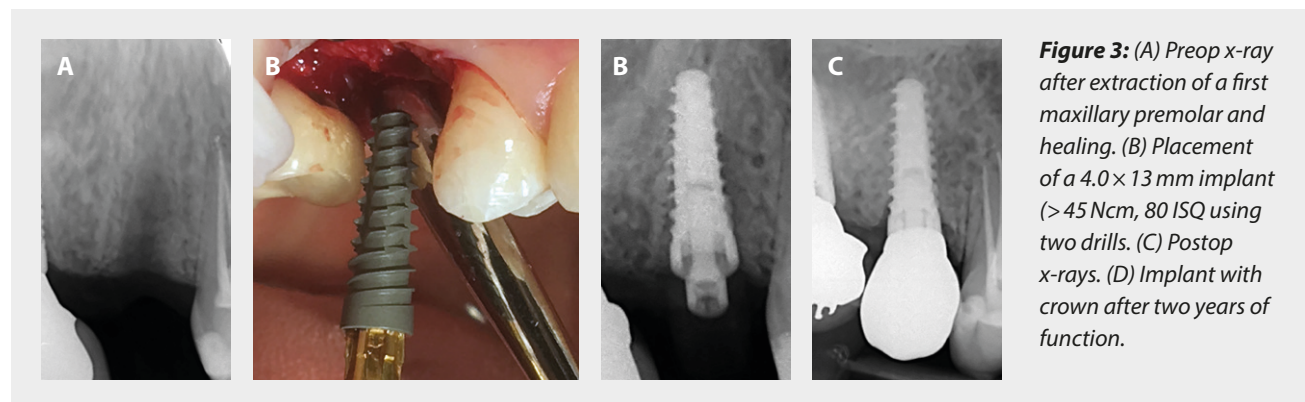 A
B
B
C
Figure 3: (A) Preop x-ray
after extraction of a first
maxillary premolar and
healing. (B) Placement
of a 4.0 × 13 mm implant
(> 45 Ncm, 80 ISQ using
two drills. (C) Postop
x-rays. (D) Implant with
crown after two years of
function.